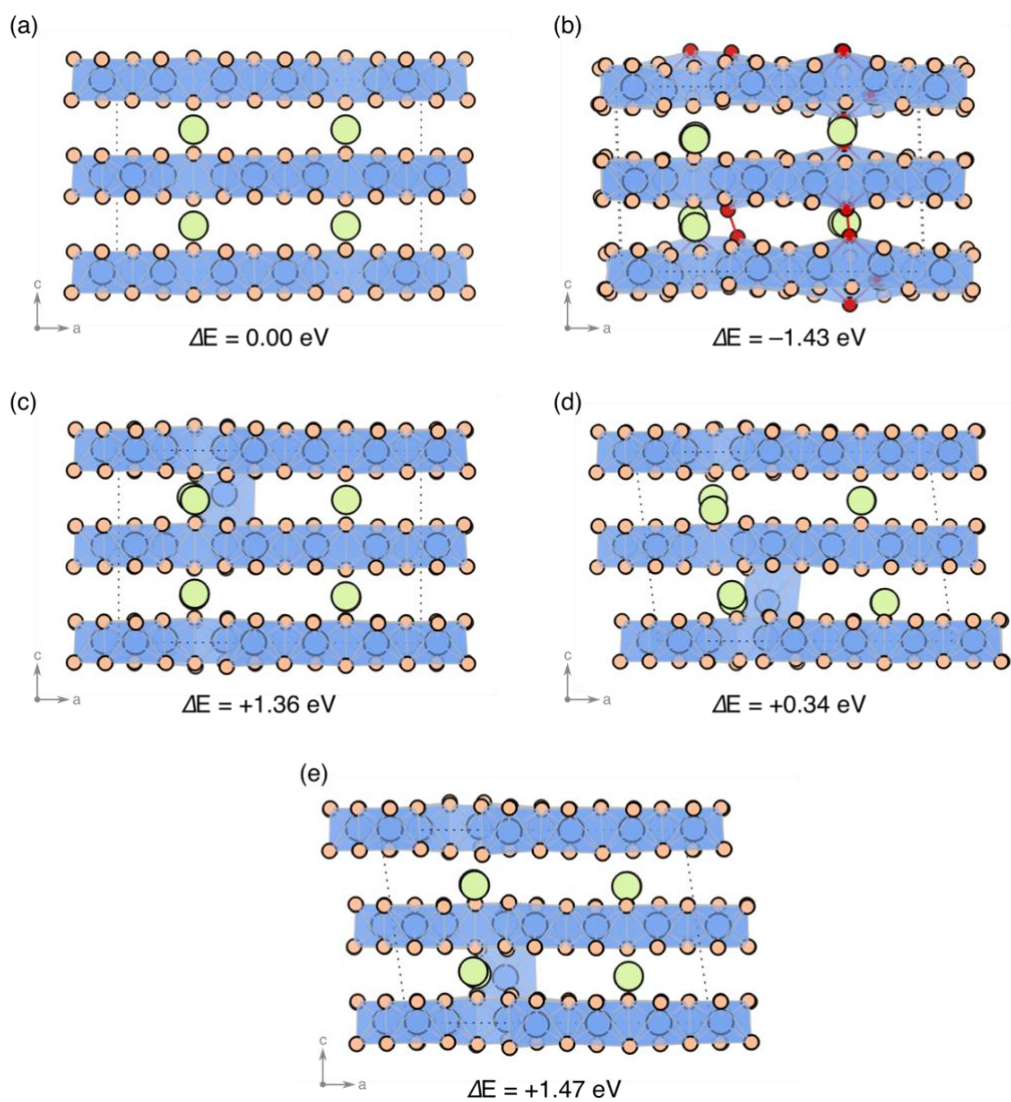 (a)
(b)
c
a
ΔE = 0.00 eV
c
a
ΔE = –1.43 eV
(c)
(d)
c
a
ΔE = +1.36 eV
c
a
ΔE = +0.34 eV
(e)
c
a
ΔE = +1.47 eV